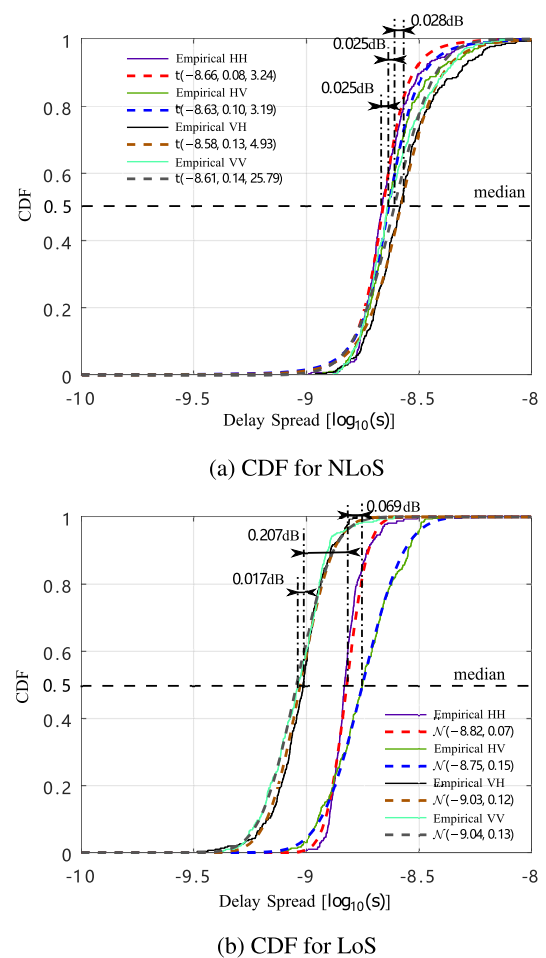 0.028dB
0.025dB
0.025dB
1
0.8
0.6
0.5
0.4
0.2
0
CDF
Empirical HH
t(−8.66, 0.08, 3.24)
Empirical HV
t(−8.63, 0.10, 3.19)
Empirical VH
t(−8.58, 0.13, 4.93)
Empirical VV
t(−8.61, 0.14, 25.79)
median
-10
-9.5
-9
-8.5
-8
Delay Spread [log10(s)]
(a) CDF for NLoS
0.069dB
0.207dB
0.017dB
1
0.8
0.6
0.5
0.4
0.2
0
CDF
median
Empirical HH
𝒩(−8.82, 0.07)
Empirical HV
𝒩(−8.75, 0.15)
Empirical VH
𝒩(−9.03, 0.12)
Empirical VV
𝒩(−9.04, 0.13)
-10
-9.5
-9
-8.5
-8
Delay Spread [log10(s)]
(b) CDF for LoS